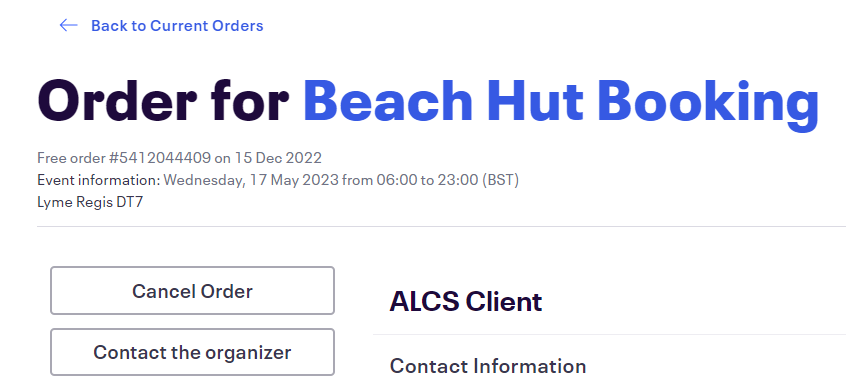 Back to Current Orders
Order for Beach Hut Booking
Free order #5412044409 on 15 Dec 2022
Event information: Wednesday, 17 May 2023 from 06:00 to 23:00 (BST)
Lyme Regis DT7
Cancel Order
Contact the organizer
ALCS Client
Contact Information